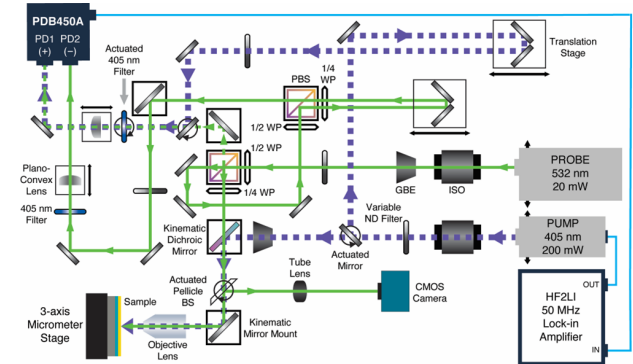 PDB450A
PD1 PD2
(+) (−)
Actuated
405 nm
Filter
Translation
Stage
PBS
1/4
WP
1/2 WP
1/2 WP
1/4 WP
Plano-
Convex
Lens
405 nm
Filter
GBE
ISO
PROBE
532 nm
20 mW
Kinematic
Dichroic
Mirror
Variable
ND Filter
Actuated
Mirror
PUMP
405 nm
200 mW
Actuated
Pellicle
BS
Tube
Lens
CMOS
Camera
OUT
HF2LI
50 MHz
Lock-in
Amplifier
IN
3-axis
Micrometer
Stage
Sample
Objective
Lens
Kinematic
Mirror Mount